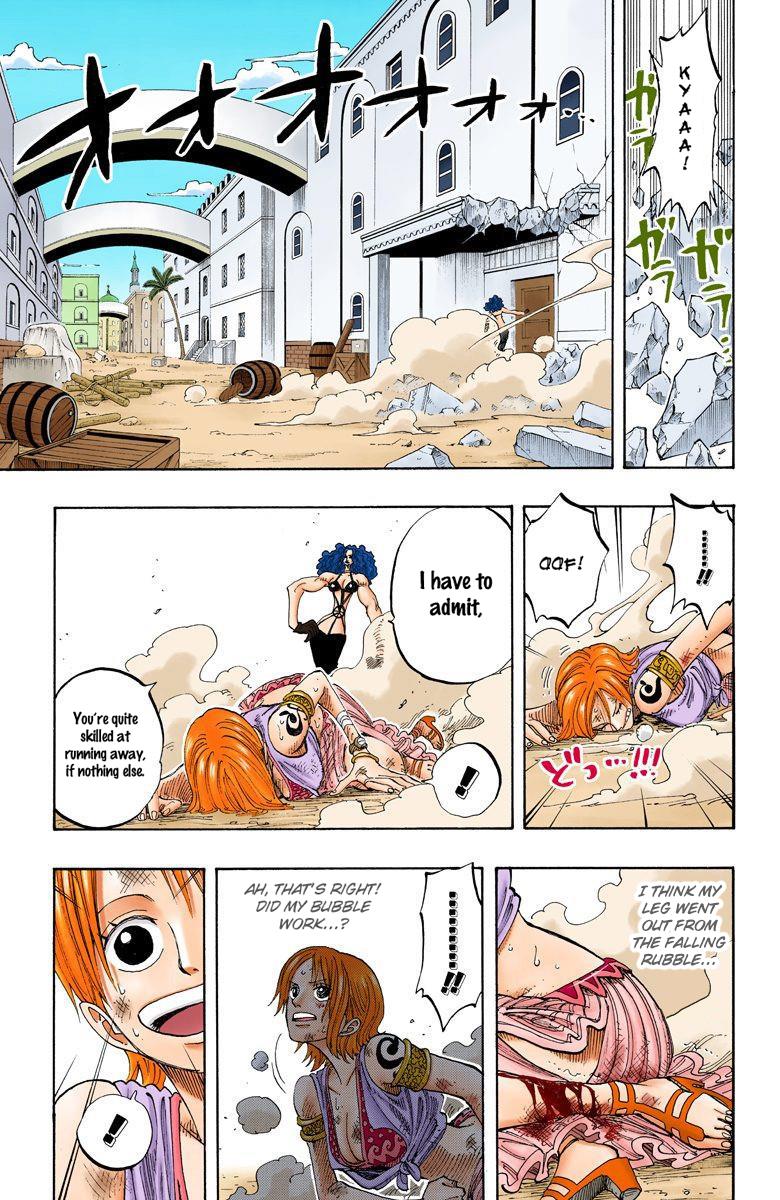 KYAAA!
ガラ
ガラ
ガラ
オオオオオオ
........!!
OOF!
どっ…!!!
I have to
admit,
You're quite
skilled at
running away,
if nothing else.
!
I THINK MY
LEG WENT
OUT FROM
THE FALLING
RUBBLE...
...........!!
AH, THAT'S RIGHT!
DID MY BUBBLE
WORK...?
!!